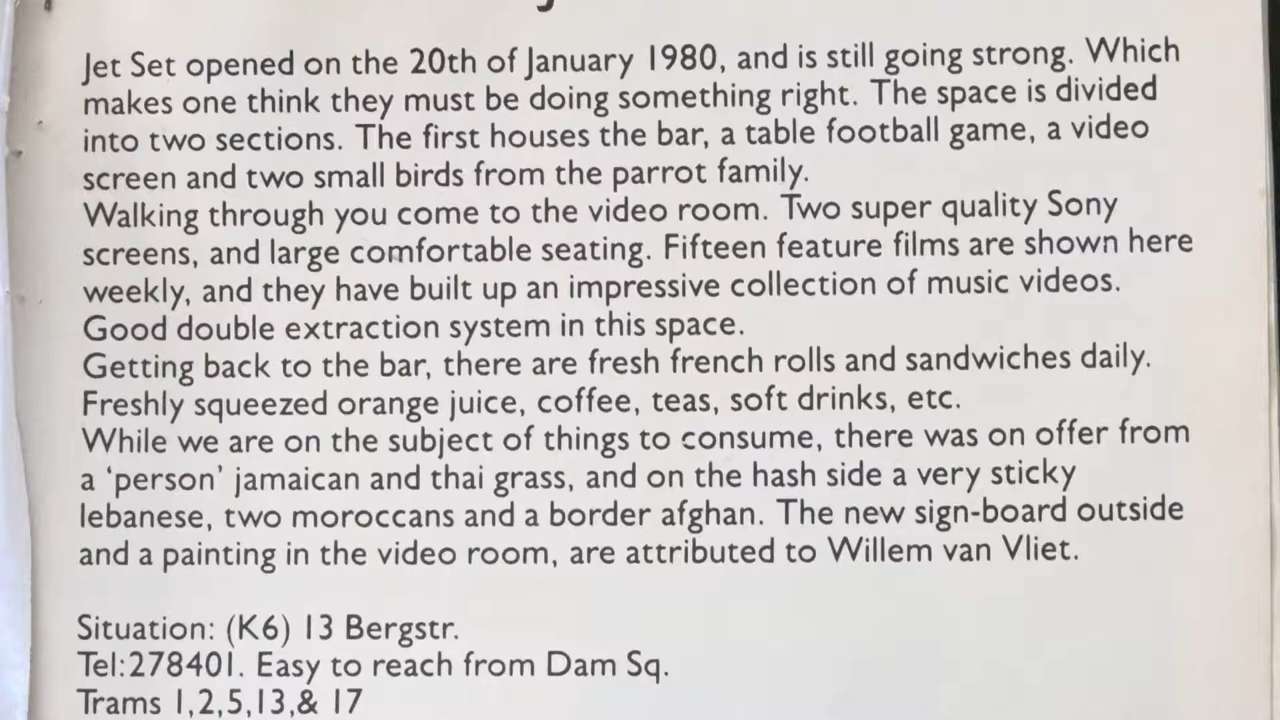 Jet Set opened on the 20th of January 1980, and is still going strong. Which
makes one think they must be doing something right. The space is divided
into two sections. The first houses the bar, a table football game, a video
screen and two small birds from the parrot family.
Walking through you come to the video room. Two super quality Sony
screens, and large comfortable seating. Fifteen feature films are shown here
weekly, and they have built up an impressive collection of music videos.
Good double extraction system in this space.
Getting back to the bar, there are fresh french rolls and sandwiches daily.
Freshly squeezed orange juice, coffee, teas, soft drinks, etc.
While we are on the subject of things to consume, there was on offer from
a ‘person’ jamaican and thai grass, and on the hash side a very sticky
lebanese, two moroccans and a border afghan. The new sign-board outside
and a painting in the video room, are attributed to Willem van Vliet.
Situation: (K6) 13 Bergstr.
Tel:278401. Easy to reach from Dam Sq.
Trams 1,2,5,13,& 17